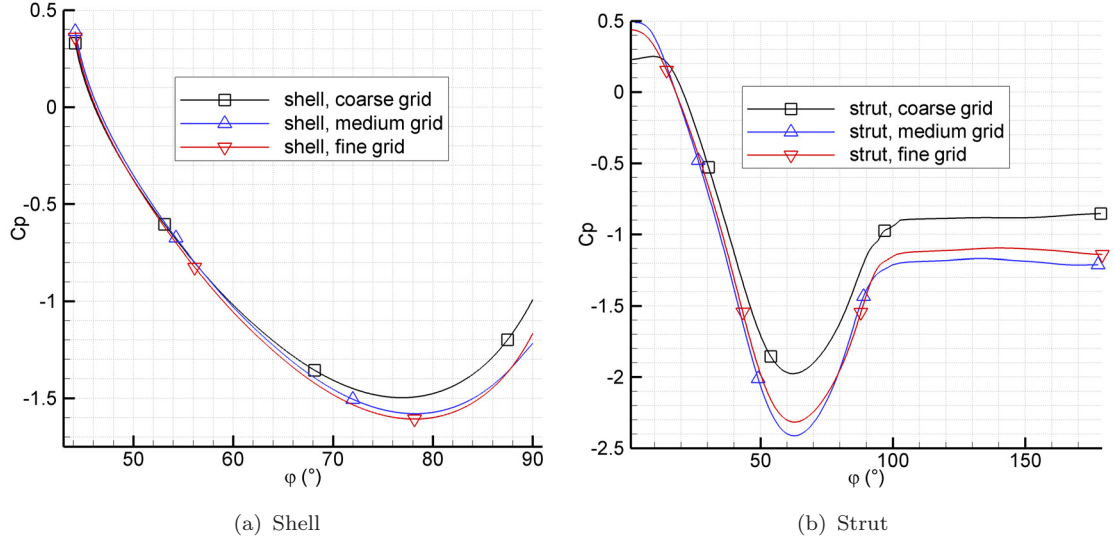 0.5
0
-0.5
-1
-1.5
Cp
50
60
70
80
90
φ (°)
shell, coarse grid
shell, medium grid
shell, fine grid
(a) Shell
0.5
0
-0.5
-1
-1.5
-2
-2.5
Cp
50
100
150
φ (°)
strut, coarse grid
strut, medium grid
strut, fine grid
(b) Strut